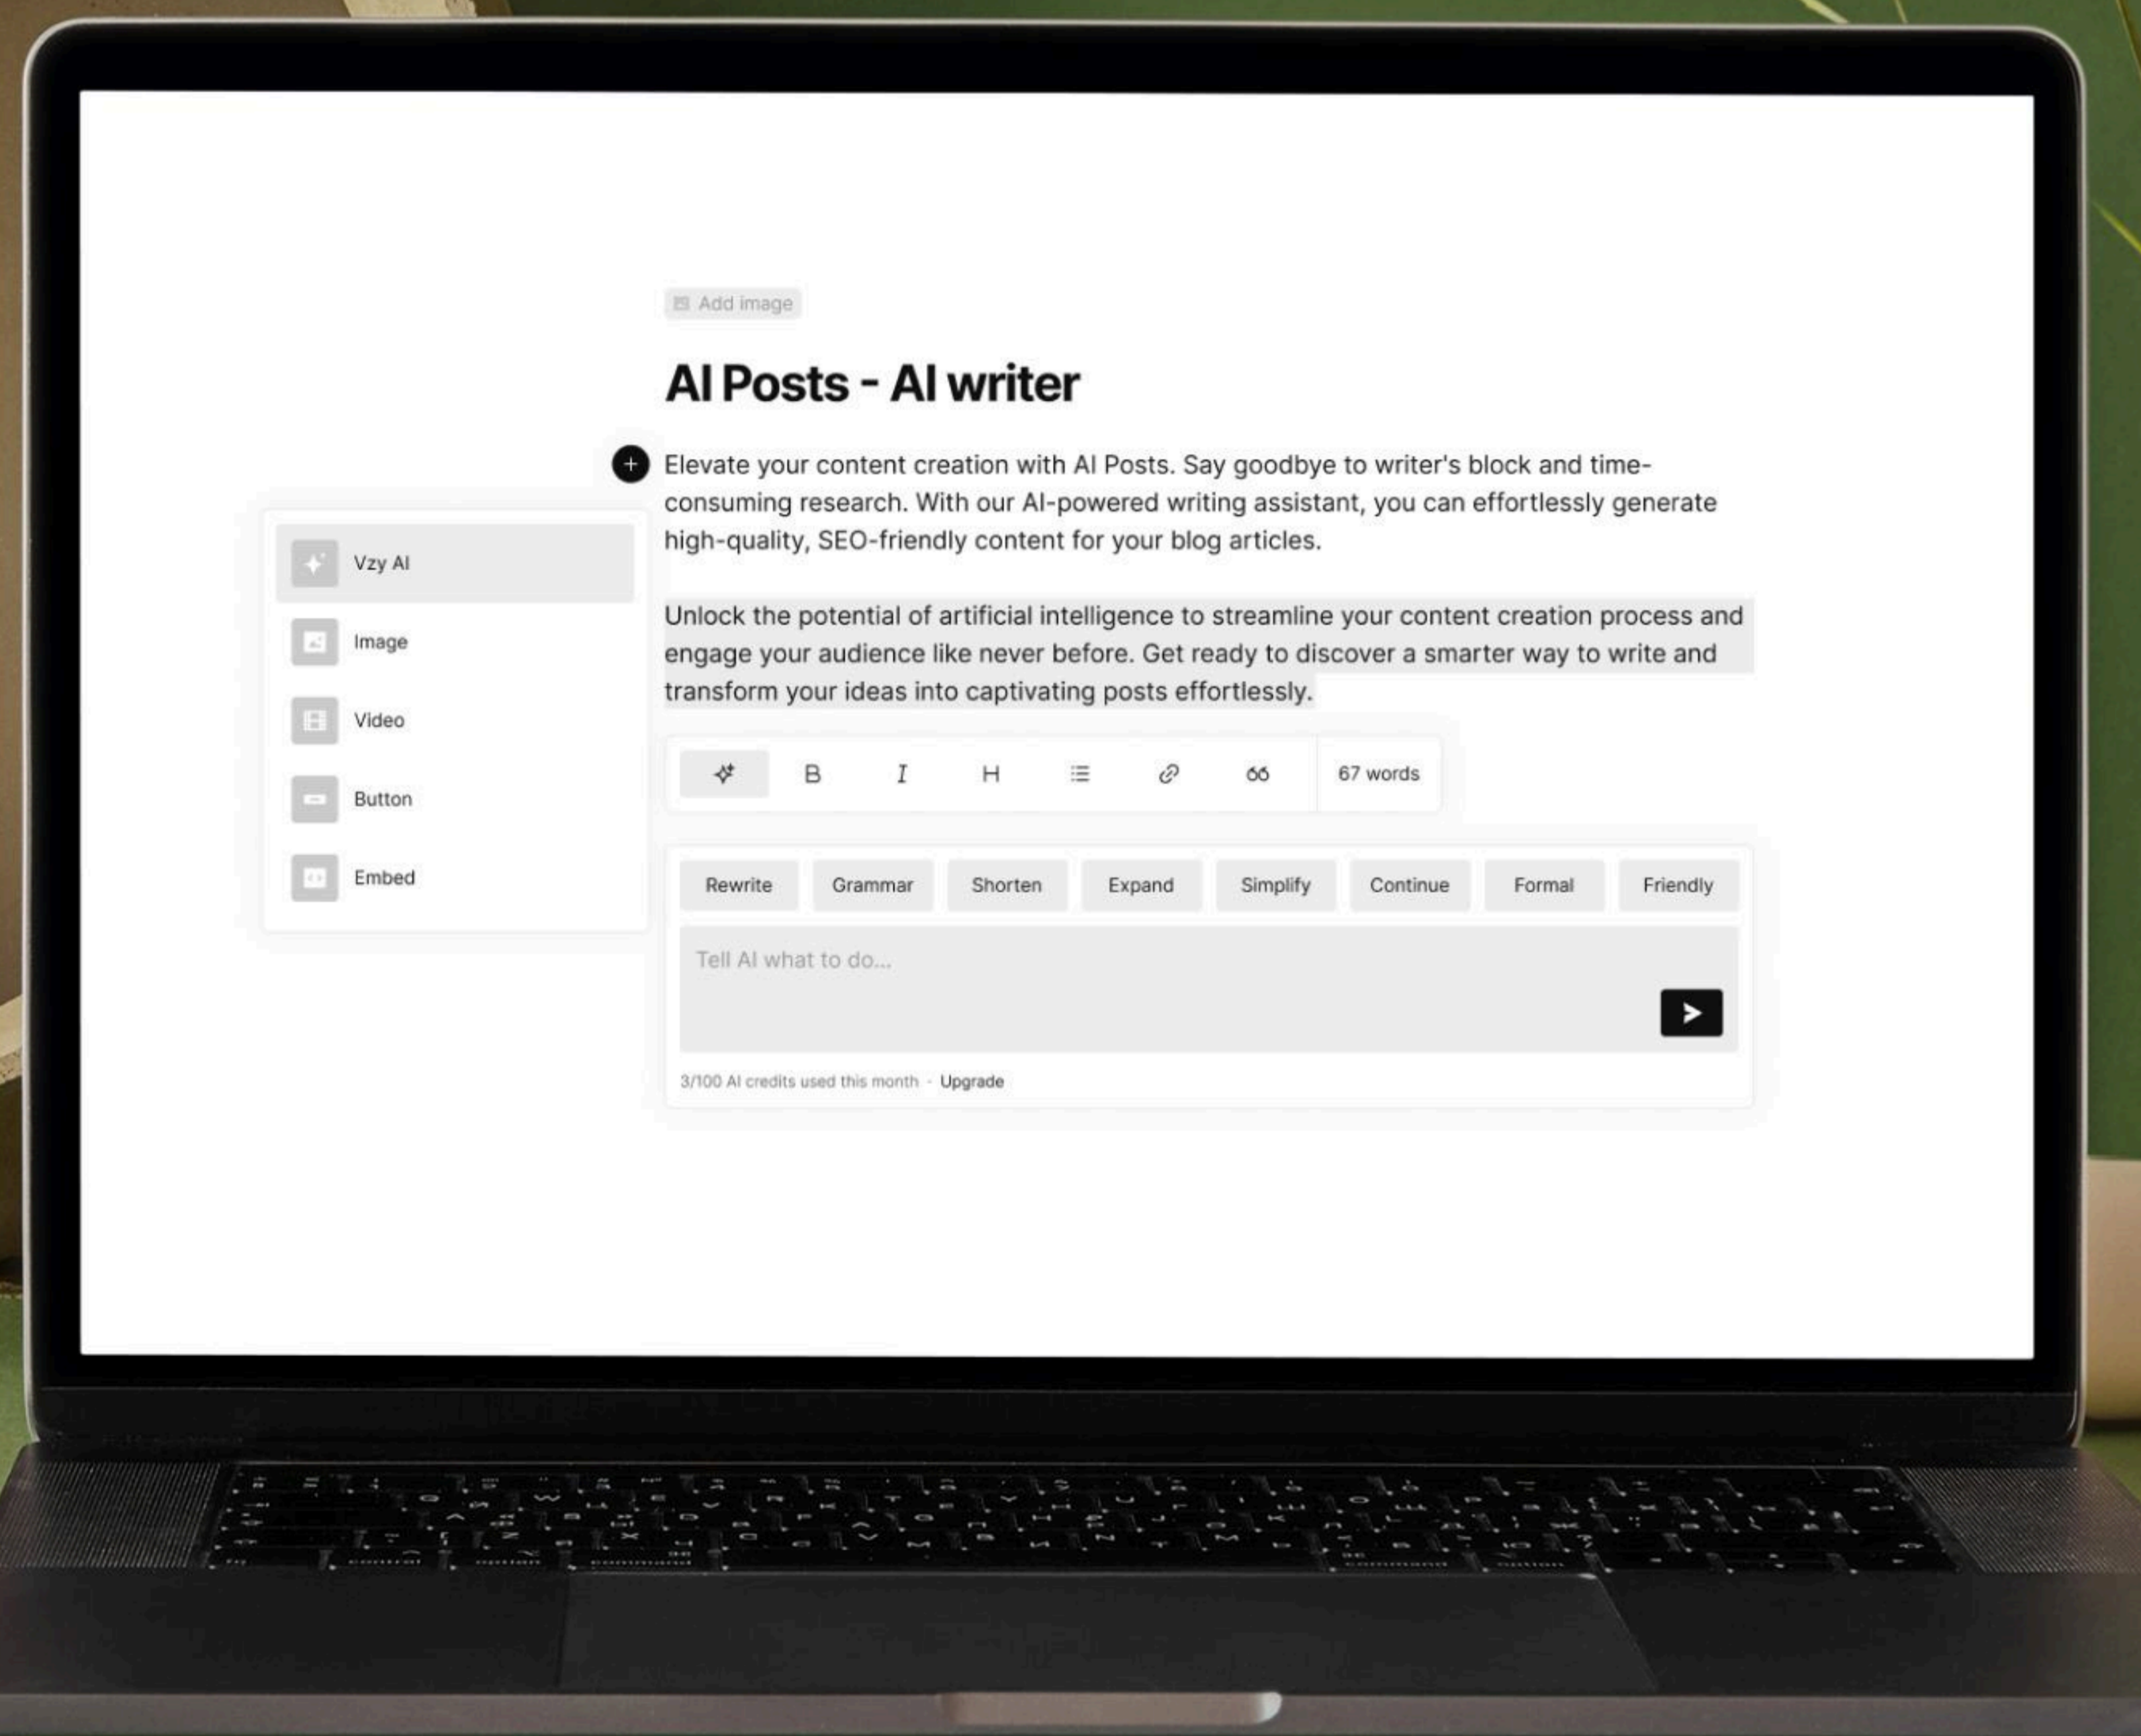 Add image
AI Posts - AI writer
Elevate your content creation with AI Posts. Say goodbye to writer's block and time-
consuming research. With our AI-powered writing assistant, you can effortlessly generate
high-quality, SEO-friendly content for your blog articles.
Vzy AI
Image
Video
Button
Embed
Unlock the potential of artificial intelligence to streamline your content creation process and
engage your audience like never before. Get ready to discover a smarter way to write and
transform your ideas into captivating posts effortlessly.
B I H 67 words
Rewrite Grammar Shorten Expand Simplify Continue Formal Friendly
Tell AI what to do...
3/100 AI credits used this month - Upgrade
control option command command option